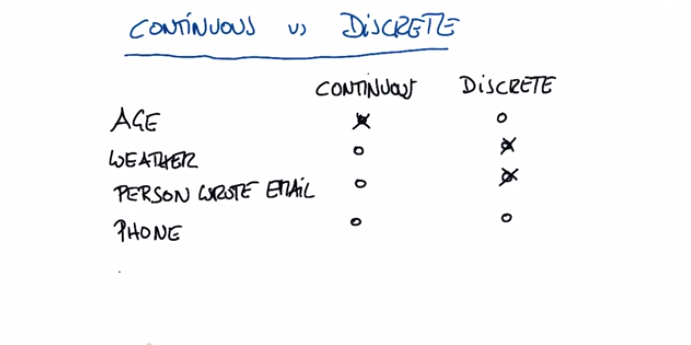 CONTINUOUS vs DISCRETE
CONTINUOUS DISCRETE
AGE
WEATHER
PERSON WROTE EMAIL
PHONE